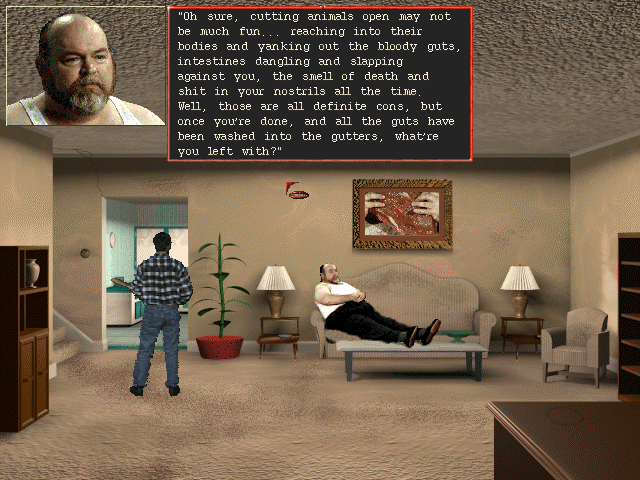 "Oh sure, cutting animals open may not
be much fun... reaching into their
bodies and yanking out the bloody guts,
intestines dangling and slapping
against you, the smell of death and
shit in your nostrils all the time.
Well, those are all definite cons, but
once you're done, and all the guts have
been washed into the gutters, what're
you left with?"